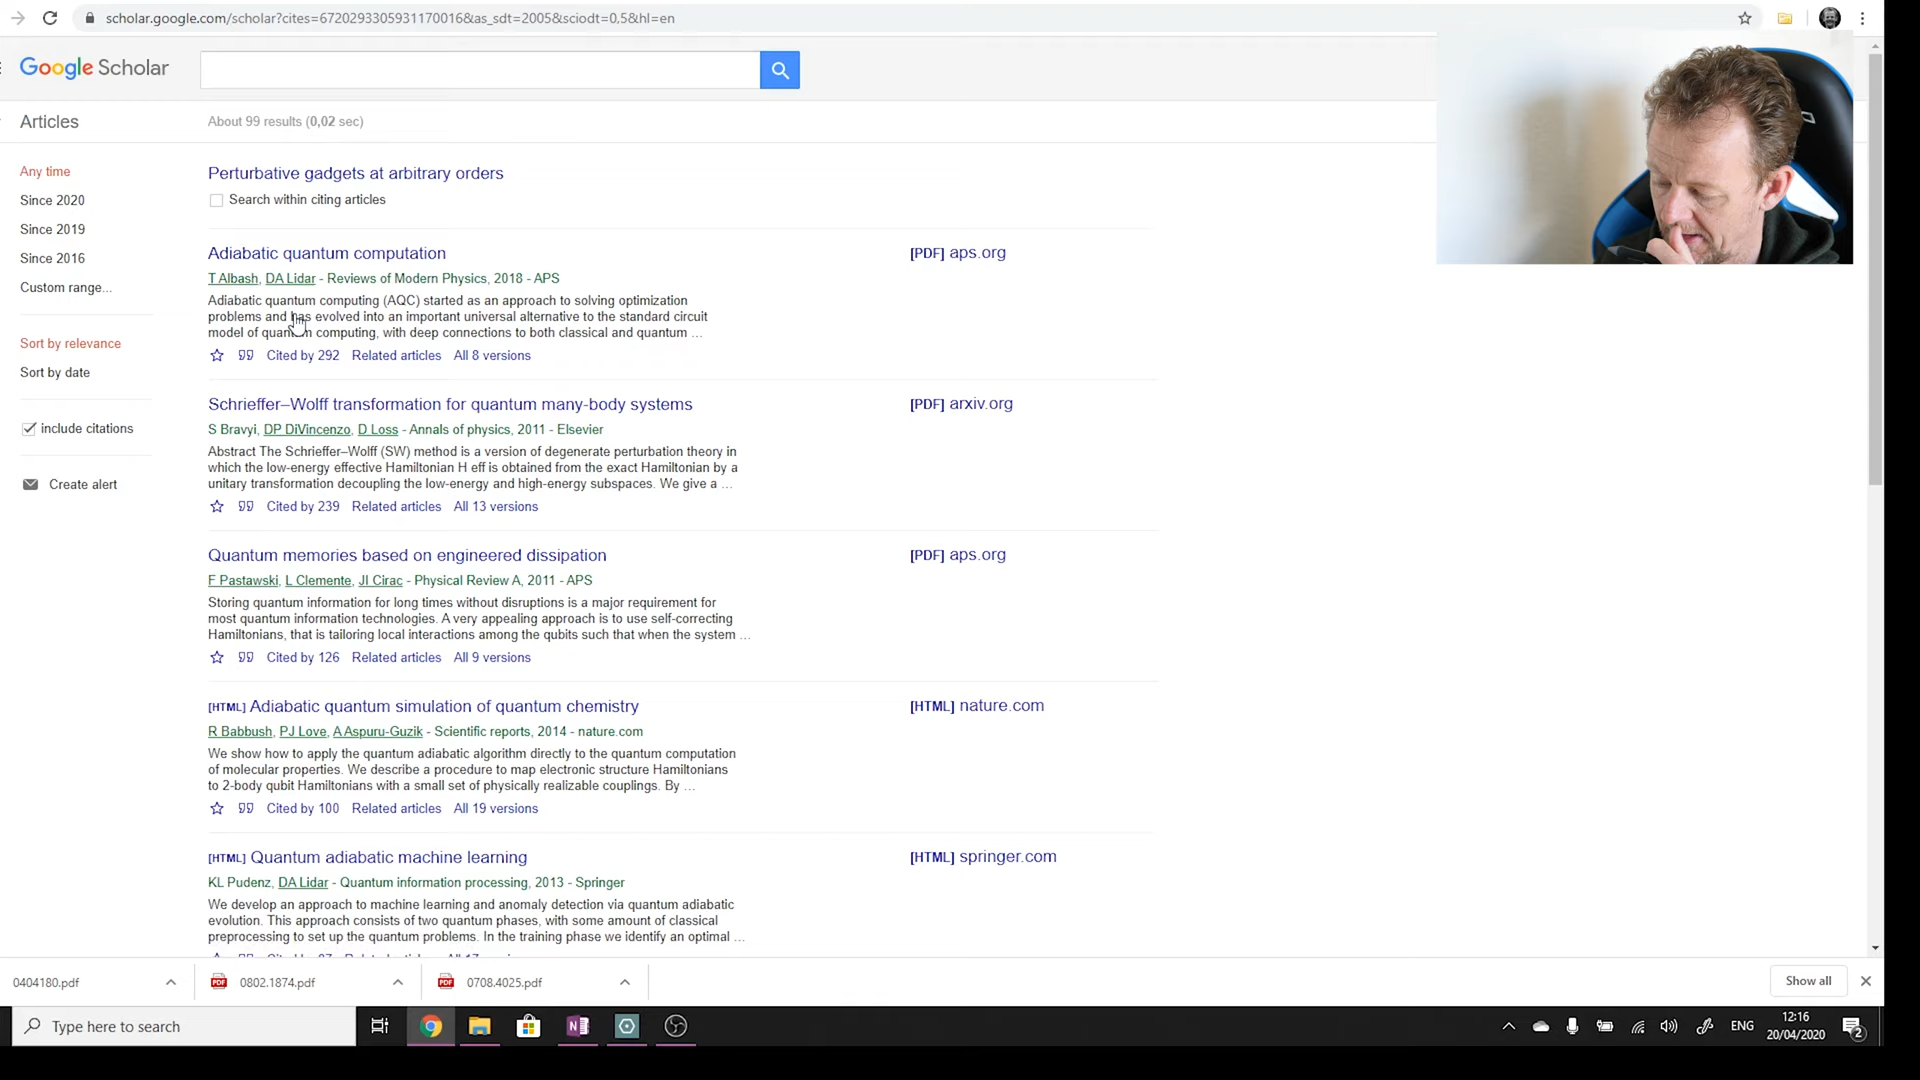 scholar.google.com/scholar?cites=6720293305931170016&as_sdt=2005&sciodt=0,5&hl=en
Google Scholar
Articles
About 99 results (0,02 sec)
Any time
Since 2020
Since 2019
Since 2016
Custom range...
Sort by relevance
Sort by date
include citations
Create alert
Perturbative gadgets at arbitrary orders
Search within citing articles
Adiabatic quantum computation
[PDF] aps.org
T Albash, DA Lidar - Reviews of Modern Physics, 2018 - APS
Adiabatic quantum computing (AQC) started as an approach to solving optimization
problems and has evolved into an important universal alternative to the standard circuit
model of quantum computing, with deep connections to both classical and quantum ...
Cited by 292 Related articles All 8 versions
Schrieffer–Wolff transformation for quantum many-body systems
[PDF] arxiv.org
S Bravyi, DP DiVincenzo, D Loss - Annals of physics, 2011 - Elsevier
Abstract The Schrieffer–Wolff (SW) method is a version of degenerate perturbation theory in
which the low-energy effective Hamiltonian H eff is obtained from the exact Hamiltonian by a
unitary transformation decoupling the low-energy and high-energy subspaces. We give a ...
Cited by 239 Related articles All 13 versions
Quantum memories based on engineered dissipation
[PDF] aps.org
F Pastawski, L Clemente, JI Cirac - Physical Review A, 2011 - APS
Storing quantum information for long times without disruptions is a major requirement for
most quantum information technologies. A very appealing approach is to use self-correcting
Hamiltonians, that is tailoring local interactions among the qubits such that when the system ...
Cited by 126 Related articles All 9 versions
[HTML] Adiabatic quantum simulation of quantum chemistry
[HTML] nature.com
R Babbush, PJ Love, A Aspuru-Guzik - Scientific reports, 2014 - nature.com
We show how to apply the quantum adiabatic algorithm directly to the quantum computation
of molecular properties. We describe a procedure to map electronic structure Hamiltonians
to 2-body qubit Hamiltonians with a small set of physically realizable couplings. By ...
Cited by 100 Related articles All 19 versions
[HTML] Quantum adiabatic machine learning
[HTML] springer.com
KL Pudenz, DA Lidar - Quantum information processing, 2013 - Springer
We develop an approach to machine learning and anomaly detection via quantum adiabatic
evolution. This approach consists of two quantum phases, with some amount of classical
preprocessing to set up the quantum problems. In the training phase we identify an optimal ...
0404180.pdf
0802.1874.pdf
0708.4025.pdf
Show all
Type here to search
ENG
12:16
20/04/2020
2